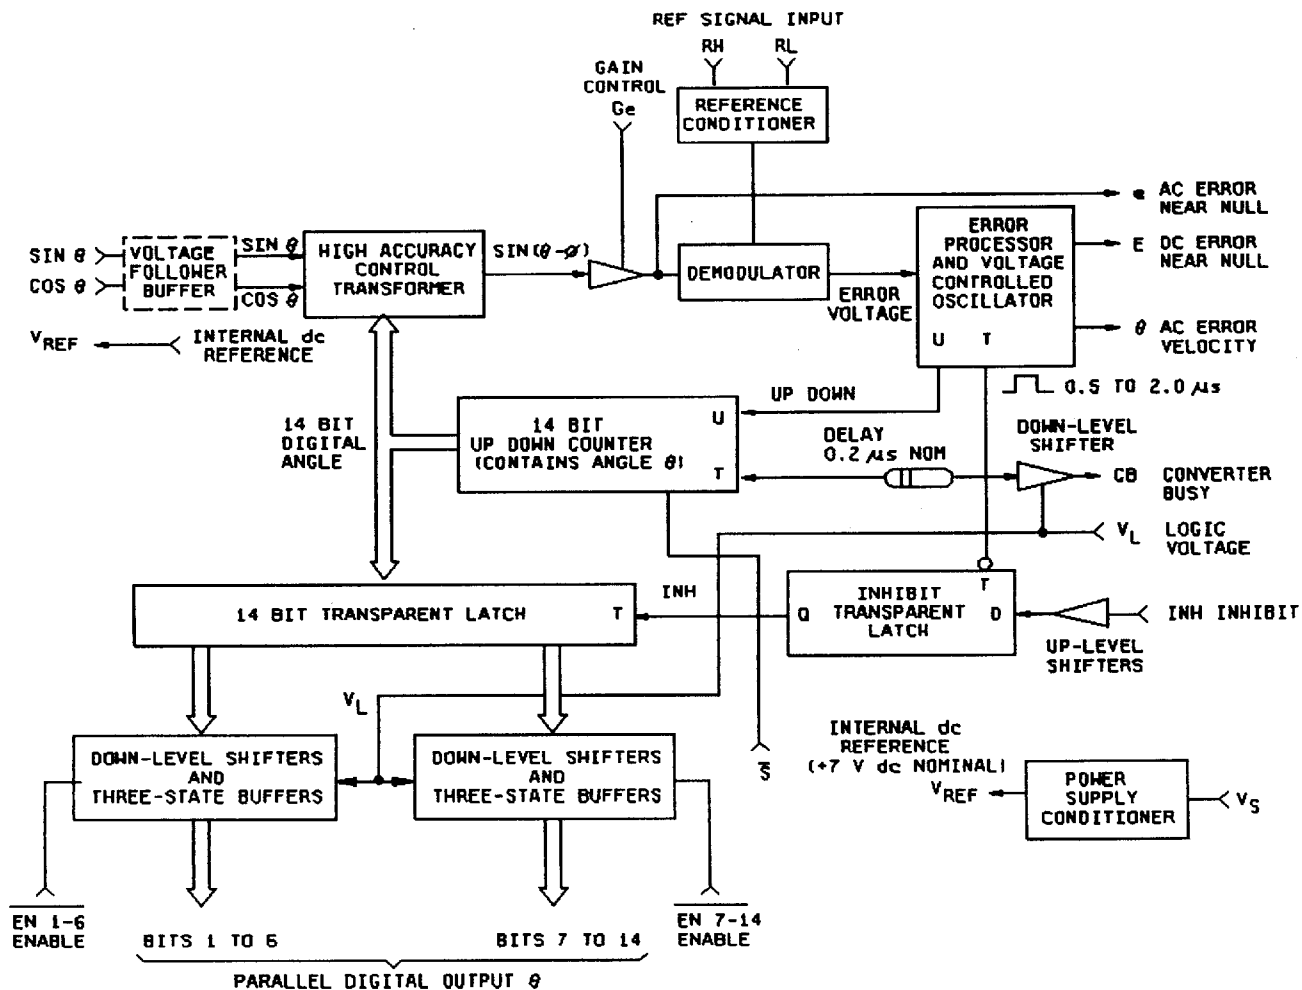 REF SIGNAL INPUT
RH RL
GAIN
CONTROL
Ge
REFERENCE
CONDITIONER
e AC ERROR
NEAR NULL
E DC ERROR
NEAR NULL
θ AC ERROR
VELOCITY
SIN θ
COS θ
VOLTAGE
FOLLOWER
BUFFER
SIN θ
COS θ
HIGH ACCURACY
CONTROL
TRANSFORMER
SIN(θ-ø)
DEMODULATOR
ERROR
VOLTAGE
ERROR
PROCESSOR
AND VOLTAGE
CONTROLLED
OSCILLATOR
U T
VREF
INTERNAL dc
REFERENCE
0.5 TO 2.0 µs
UP DOWN
14 BIT
DIGITAL
ANGLE
14 BIT
UP DOWN COUNTER
(CONTAINS ANGLE θ)
U
T
DELAY
0.2 µs NOM
DOWN-LEVEL
SHIFTER
CB CONVERTER
BUSY
VL LOGIC
VOLTAGE
INH
14 BIT TRANSPARENT LATCH T
T
INHIBIT
TRANSPARENT
LATCH
Q D
INH INHIBIT
UP-LEVEL
SHIFTERS
VL
DOWN-LEVEL SHIFTERS
AND
THREE-STATE BUFFERS
DOWN-LEVEL SHIFTERS
AND
THREE-STATE BUFFERS
S̅
INTERNAL dc
REFERENCE
(+7 V dc NOMINAL)
VREF
POWER
SUPPLY
CONDITIONER
VS
EN 1-6
ENABLE
BITS 1 TO 6
BITS 7 TO 14
EN 7-14
ENABLE
PARALLEL DIGITAL OUTPUT θ